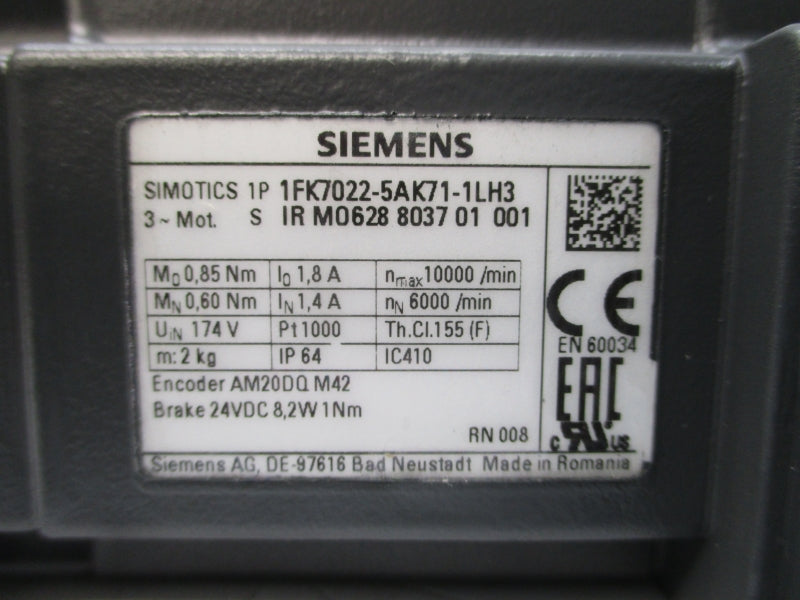 SIEMENS
SIMOTICS 1P 1FK7022-5AK71-1LH3
3~Mot. S IR M0628 8037 01 001
M0 0,85 Nm I0 1,8 A nmax 10000 /min
MN 0,60 Nm IN 1,4 A nN 6000 /min
UiN 174 V Pt1000 Th.Cl.155 (F)
m: 2 kg IP 64 IC410
CE
EN 60034
Encoder AM20DQ M42
EAC
Brake 24VDC 8,2W 1Nm
RN 008
c RU US
Siemens AG, DE-97616 Bad Neustadt Made in Romania